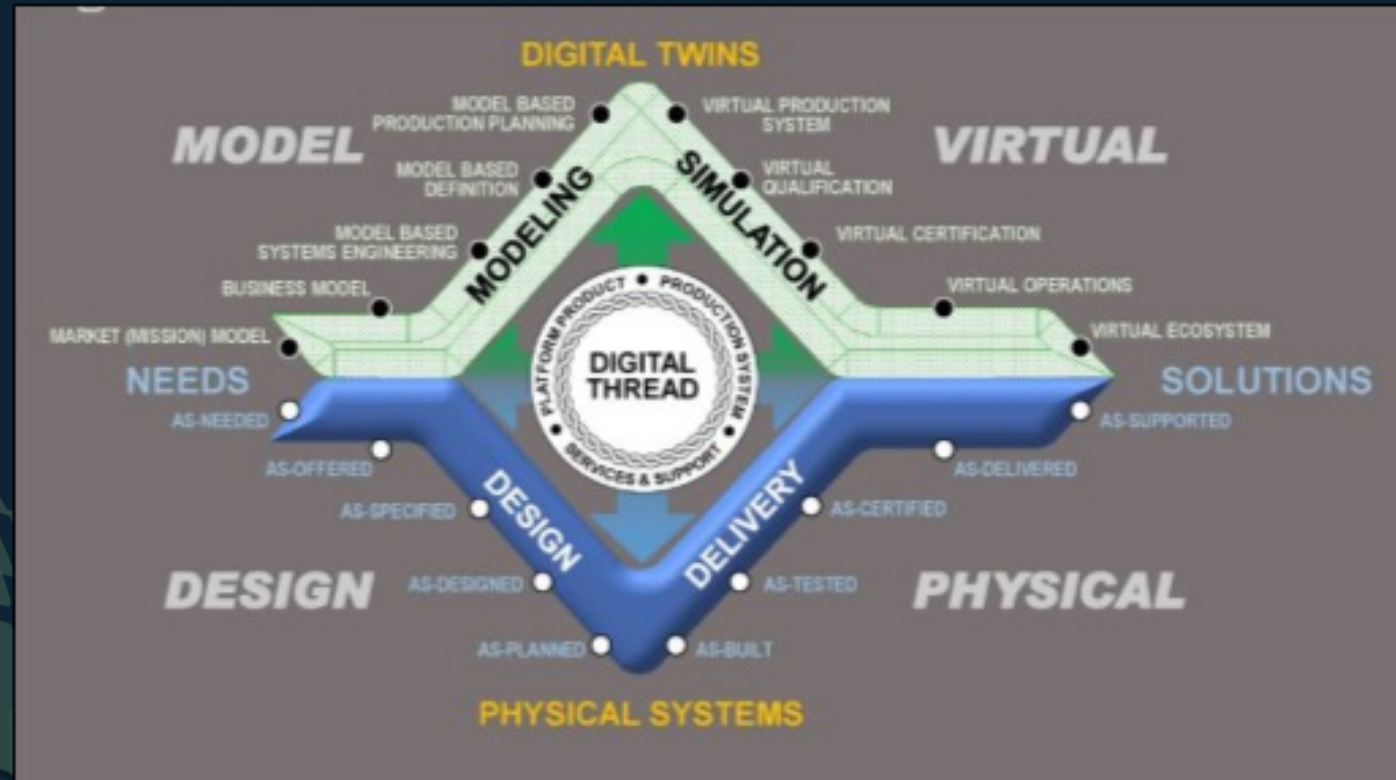 DIGITAL TWINS
MODEL
VIRTUAL
MODEL BASED
PRODUCTION PLANNING
VIRTUAL PRODUCTION
SYSTEM
MODEL BASED
DEFINITION
VIRTUAL
QUALIFICATION
MODELING
SIMULATION
MODEL BASED
SYSTEMS ENGINEERING
VIRTUAL CERTIFICATION
BUSINESS MODEL
VIRTUAL OPERATIONS
MARKET (MISSION) MODEL
VIRTUAL ECOSYSTEM
PLATFORM PRODUCT • PRODUCTION SYSTEM • SERVICES & SUPPORT •
DIGITAL
THREAD
NEEDS
SOLUTIONS
AS-NEEDED
AS-SUPPORTED
AS-OFFERED
AS-DELIVERED
AS-SPECIFIED
AS-CERTIFIED
DESIGN
DELIVERY
AS-DESIGNED
AS-TESTED
DESIGN
PHYSICAL
AS-PLANNED
AS-BUILT
PHYSICAL SYSTEMS